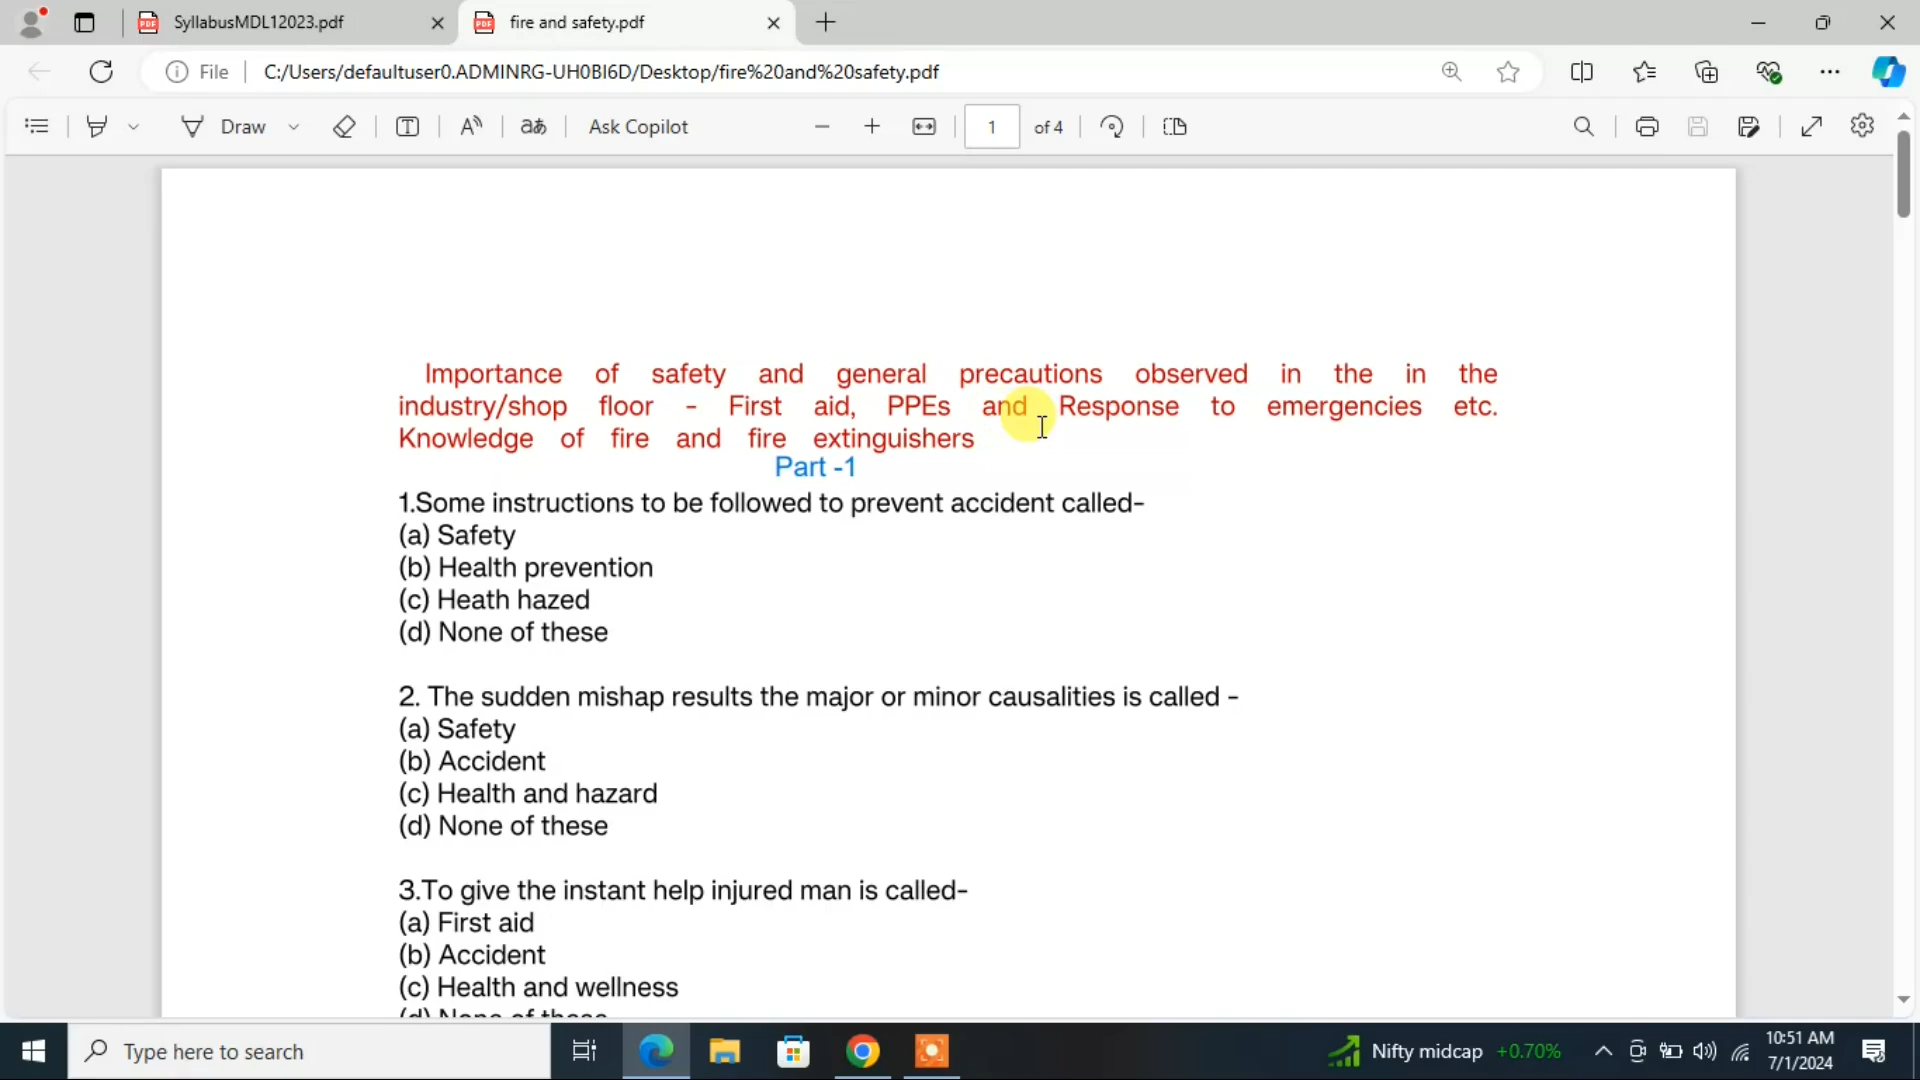 SyllabusMDL12023.pdf
fire and safety.pdf
File
C:/Users/defaultuser0.ADMINRG-UH0BI6D/Desktop/fire%20and%20safety.pdf
Draw
Ask Copilot
1 of 4
Importance of safety and general precautions observed in the in the
industry/shop floor - First aid, PPEs and Response to emergencies etc.
Knowledge of fire and fire extinguishers
Part -1
1.Some instructions to be followed to prevent accident called-
(a) Safety
(b) Health prevention
(c) Heath hazed
(d) None of these
2. The sudden mishap results the major or minor causalities is called -
(a) Safety
(b) Accident
(c) Health and hazard
(d) None of these
3.To give the instant help injured man is called-
(a) First aid
(b) Accident
(c) Health and wellness
(d) None of these
Type here to search
Nifty midcap +0.70%
10:51 AM
7/1/2024